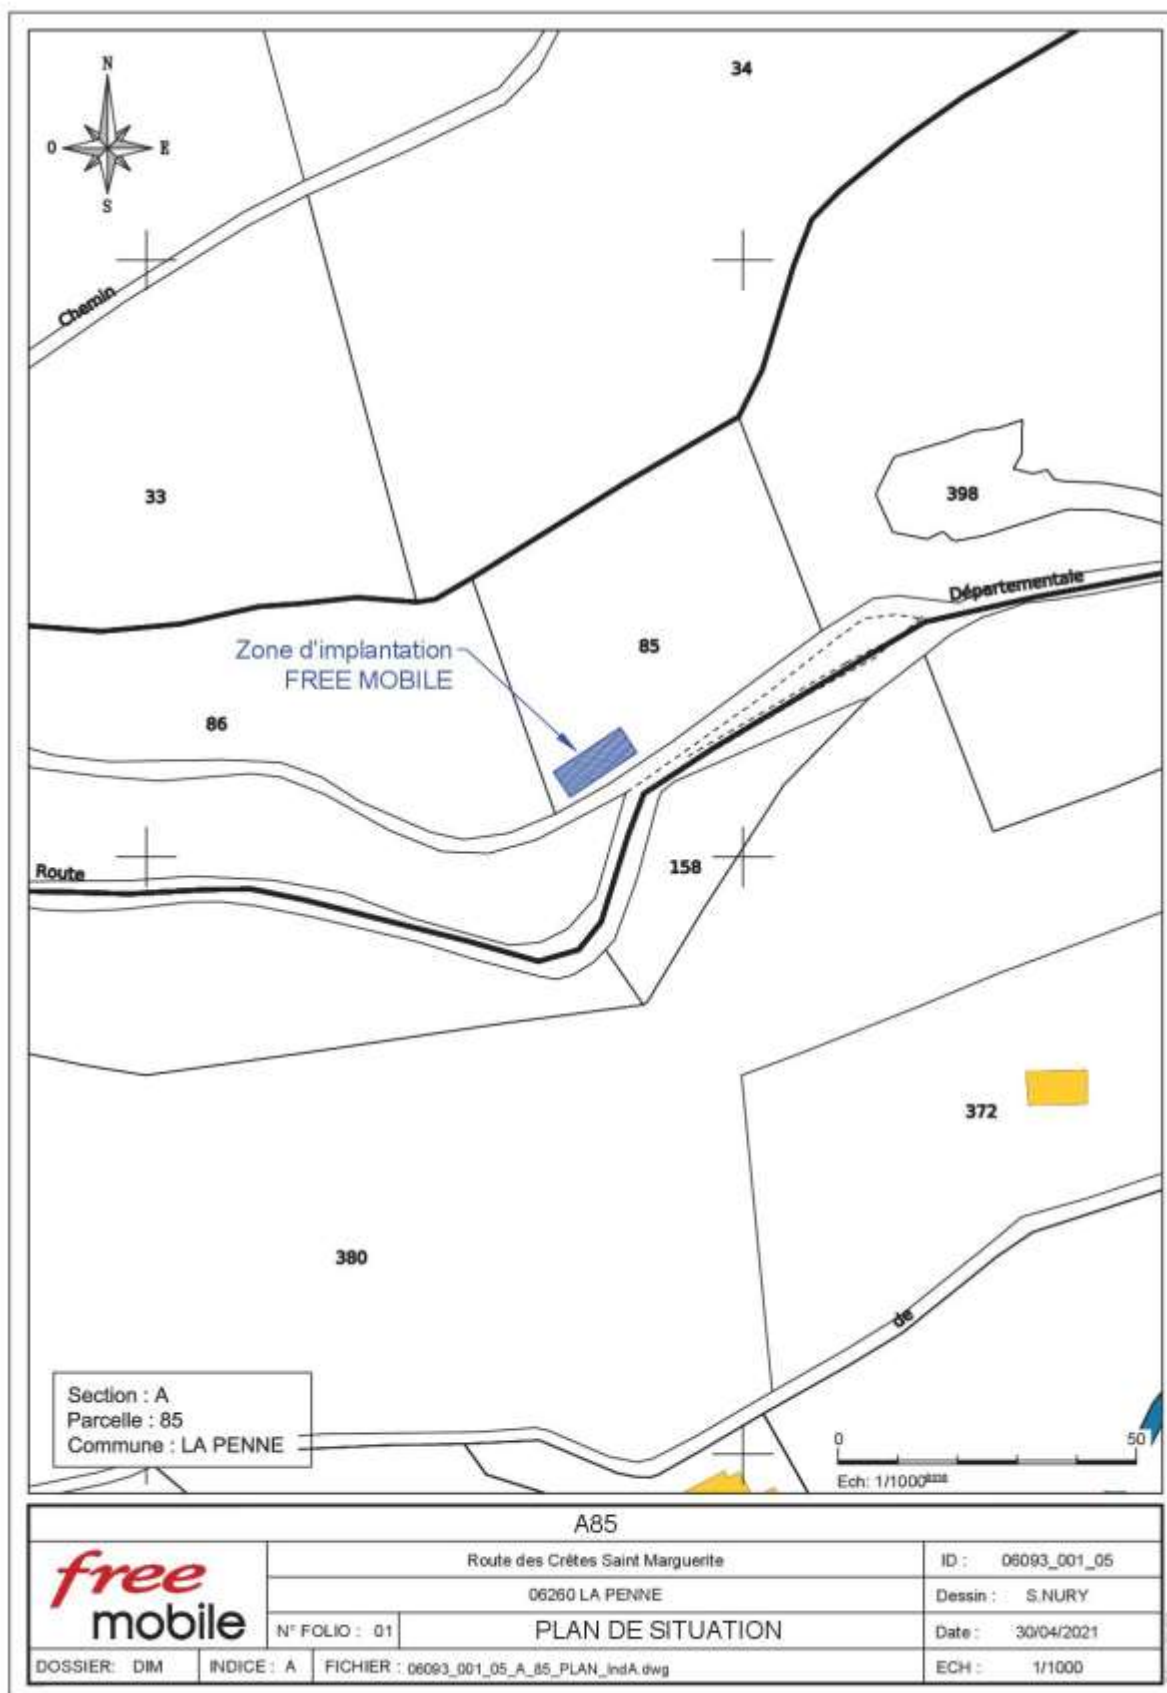 N
34
O
E
S
Chemin
33
398
Départementale
Zone d'implantation
FREE MOBILE
85
86
Route
158
372
380
de
Section : A
Parcelle : 85
Commune : LA PENNE
0
50
Ech: 1/1000
A85
free
mobile
Route des Crêtes Saint Marguerite
ID : 06093_001_05
06260 LA PENNE
Dessin : S.NURY
N° FOLIO : 01
PLAN DE SITUATION
Date : 30/04/2021
DOSSIER: DIM
INDICE : A
FICHIER : 06093_001_05_A_85_PLAN_IndA.dwg
ECH : 1/1000